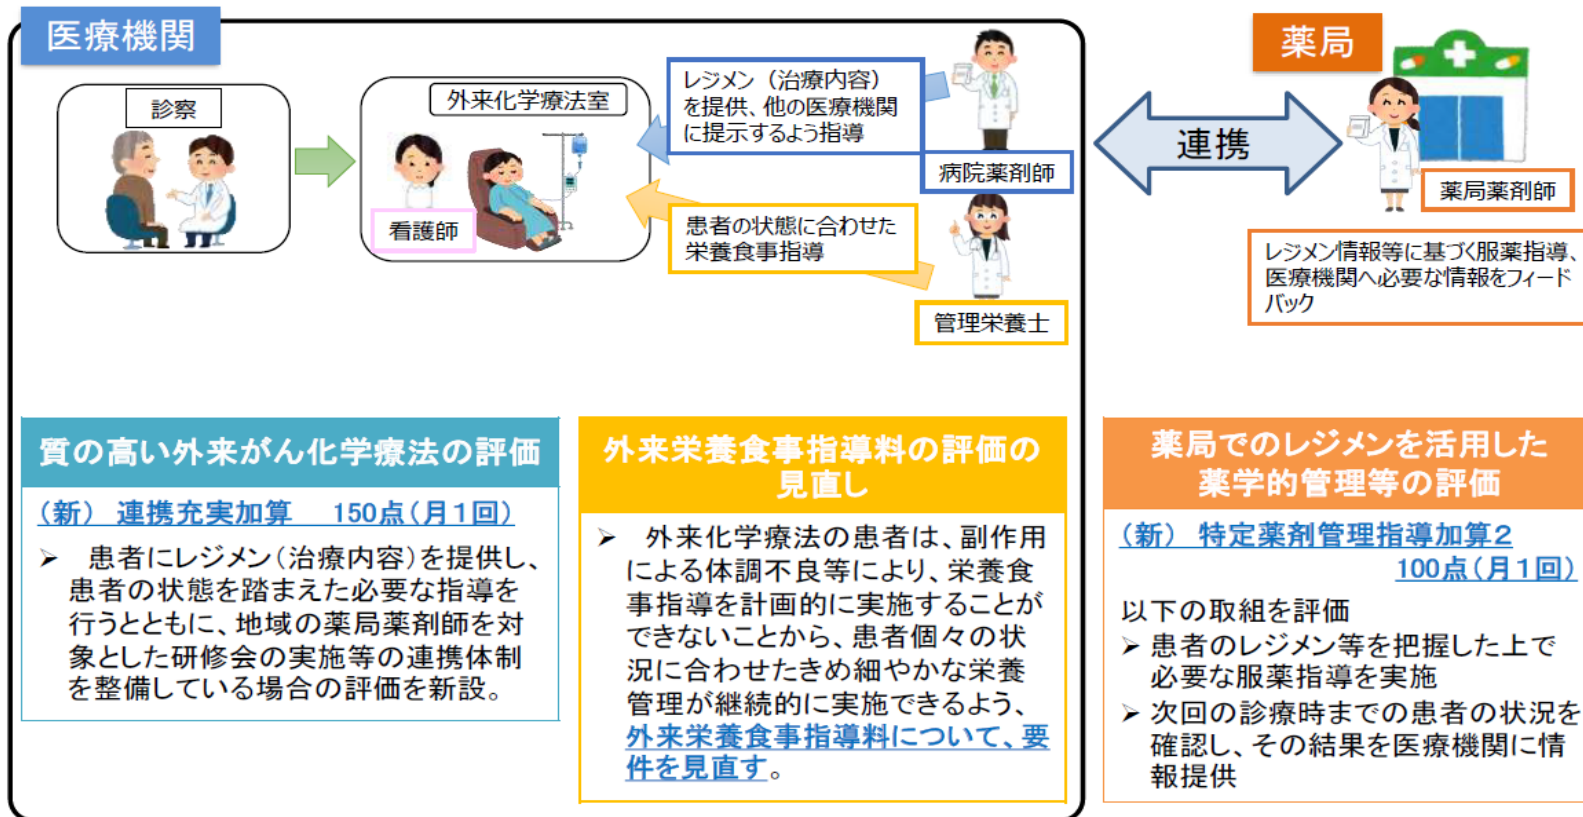 医療機関
診察
外来化学療法室
看護師
レジメン（治療内容）
を提供、他の医療機関
に提示するよう指導
病院薬剤師
患者の状態に合わせた
栄養食事指導
管理栄養士
連携
薬局
薬局薬剤師
レジメン情報等に基づく服薬指導、
医療機関へ必要な情報をフィード
バック
質の高い外来がん化学療法の評価
（新） 連携充実加算　150点（月１回）
➢ 患者にレジメン（治療内容）を提供し、
患者の状態を踏まえた必要な指導を
行うとともに、地域の薬局薬剤師を対
象とした研修会の実施等の連携体制
を整備している場合の評価を新設。
外来栄養食事指導料の評価の
見直し
➢ 外来化学療法の患者は、副作用
による体調不良等により、栄養食
事指導を計画的に実施することが
できないことから、患者個々の状
況に合わせたきめ細やかな栄養
管理が継続的に実施できるよう、
外来栄養食事指導料について、要
件を見直す。
薬局でのレジメンを活用した
薬学的管理等の評価
（新） 特定薬剤管理指導加算２
100点（月１回）
以下の取組を評価
➢ 患者のレジメン等を把握した上で
必要な服薬指導を実施
➢ 次回の診療時までの患者の状況を
確認し、その結果を医療機関に情
報提供